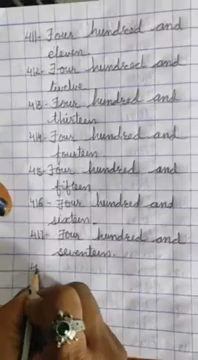 411- Four hundred and
eleven.
412- Four hundred and
twelve
413- Four hundred and
thirteen
414- Four hundred and
fourteen
415- Four hundred and
fifteen
416- Four hundred and
sixteen.
417- Four hundred and
seventeen.